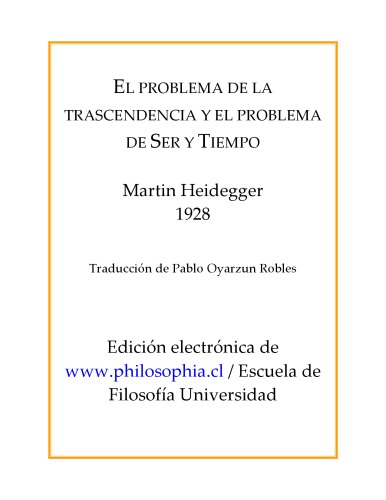 EL PROBLEMA DE LA
TRASCENDENCIA Y EL PROBLEMA
DE SER Y TIEMPO
Martin Heidegger
1928
Traducción de Pablo Oyarzun Robles
Edición electrónica de
www.philosophia.cl / Escuela de
Filosofía Universidad